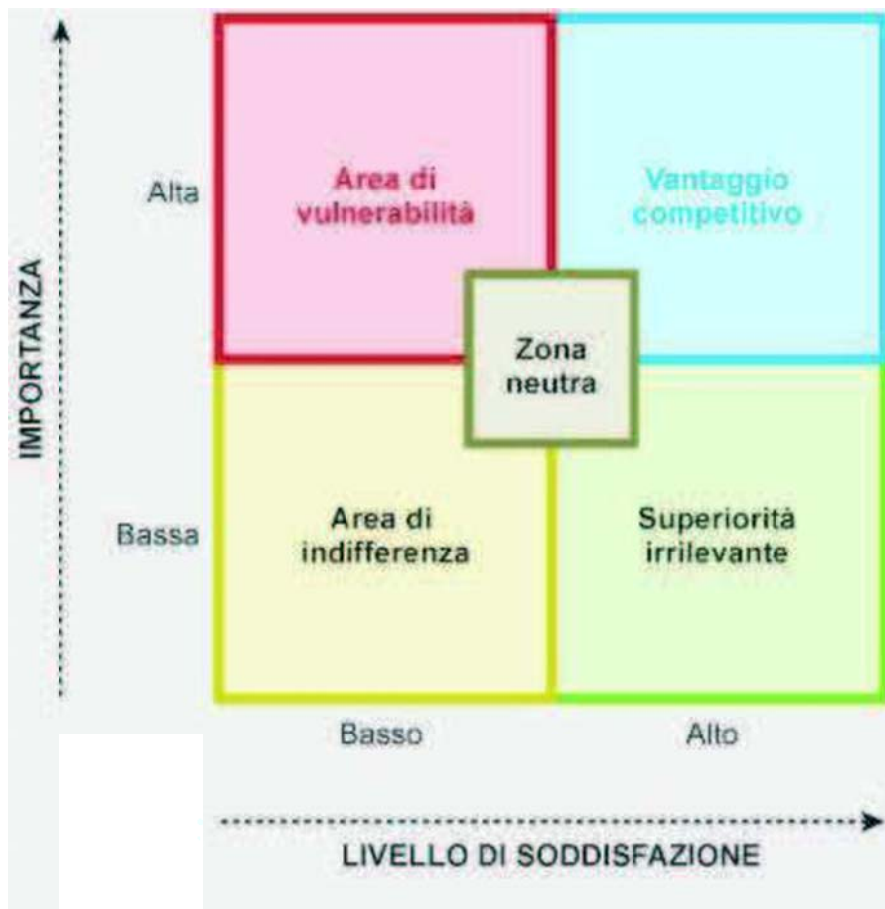 IMPORTANZA
Alta
Area di
vulnerabilità
Vantaggio
competitivo
Zona
neutra
Bassa
Area di
indifferenza
Superiorità
irrilevante
Basso
Alto
LIVELLO DI SODDISFAZIONE